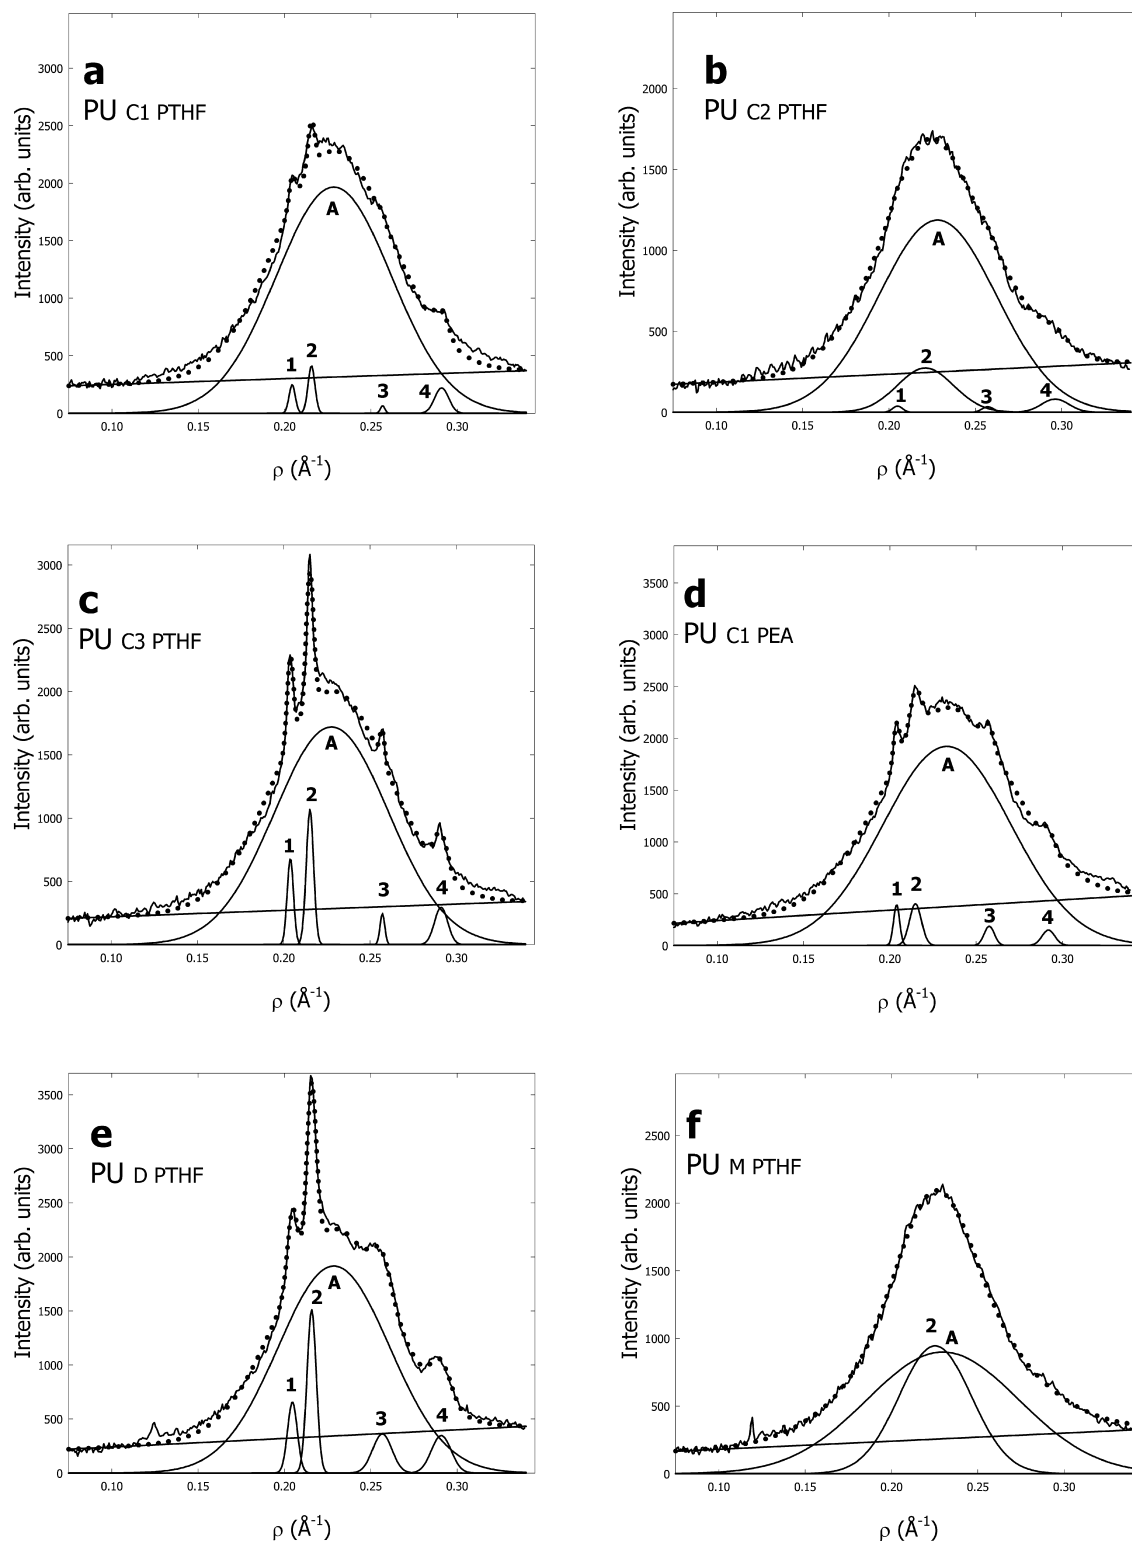 a
PU C1 PTHF
Intensity (arb. units)
3000
2500
2000
1500
1000
500
0
A
1
2
3
4
0.10 0.15 0.20 0.25 0.30
ρ (Å-1)
b
PU C2 PTHF
Intensity (arb. units)
2000
1500
1000
500
0
A
2
1
3
4
0.10 0.15 0.20 0.25 0.30
ρ (Å-1)
c
PU C3 PTHF
Intensity (arb. units)
3000
2500
2000
1500
1000
500
0
A
2
1
3
4
0.10 0.15 0.20 0.25 0.30
ρ (Å-1)
d
PU C1 PEA
Intensity (arb. units)
3500
3000
2500
2000
1500
1000
500
0
A
1
2
3
4
0.10 0.15 0.20 0.25 0.30
ρ (Å-1)
e
PU D PTHF
Intensity (arb. units)
3500
3000
2500
2000
1500
1000
500
0
A
2
1
3
4
0.10 0.15 0.20 0.25 0.30
ρ (Å-1)
f
PU M PTHF
Intensity (arb. units)
2500
2000
1500
1000
500
0
2
A
0.10 0.15 0.20 0.25 0.30
ρ (Å-1)